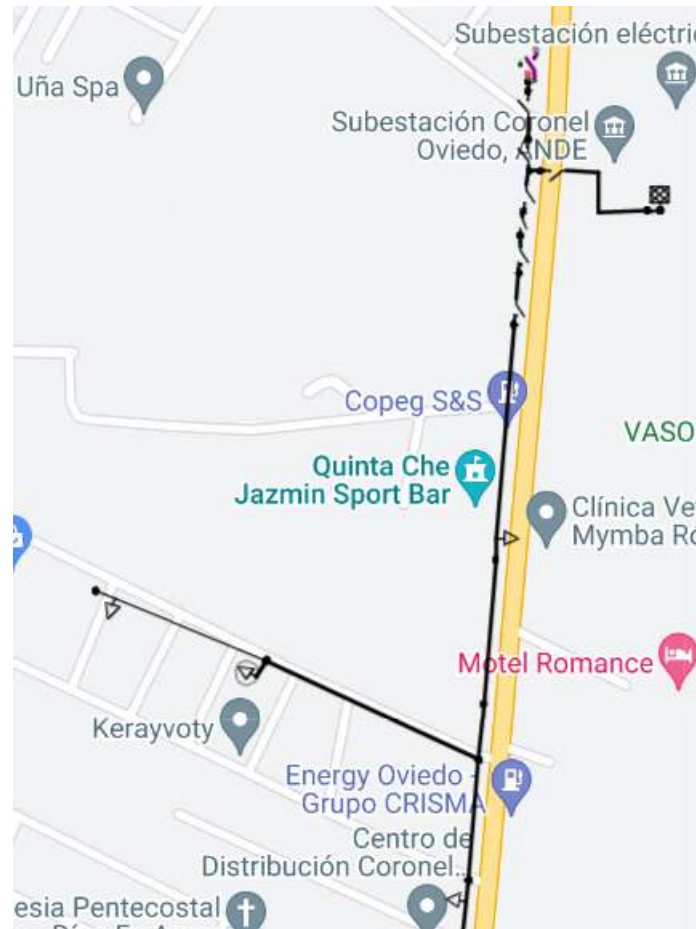 Subestación eléctri
Uña Spa
Subestación Coronel
Oviedo, ANDE
Copeg S&S
VASO
Quinta Che
Jazmin Sport Bar
Clínica Ve
Mymba Ro
Motel Romance
Kerayvoty
Energy Oviedo -
Grupo CRISMA
Centro de
Distribución Coronel...
esia Pentecostal